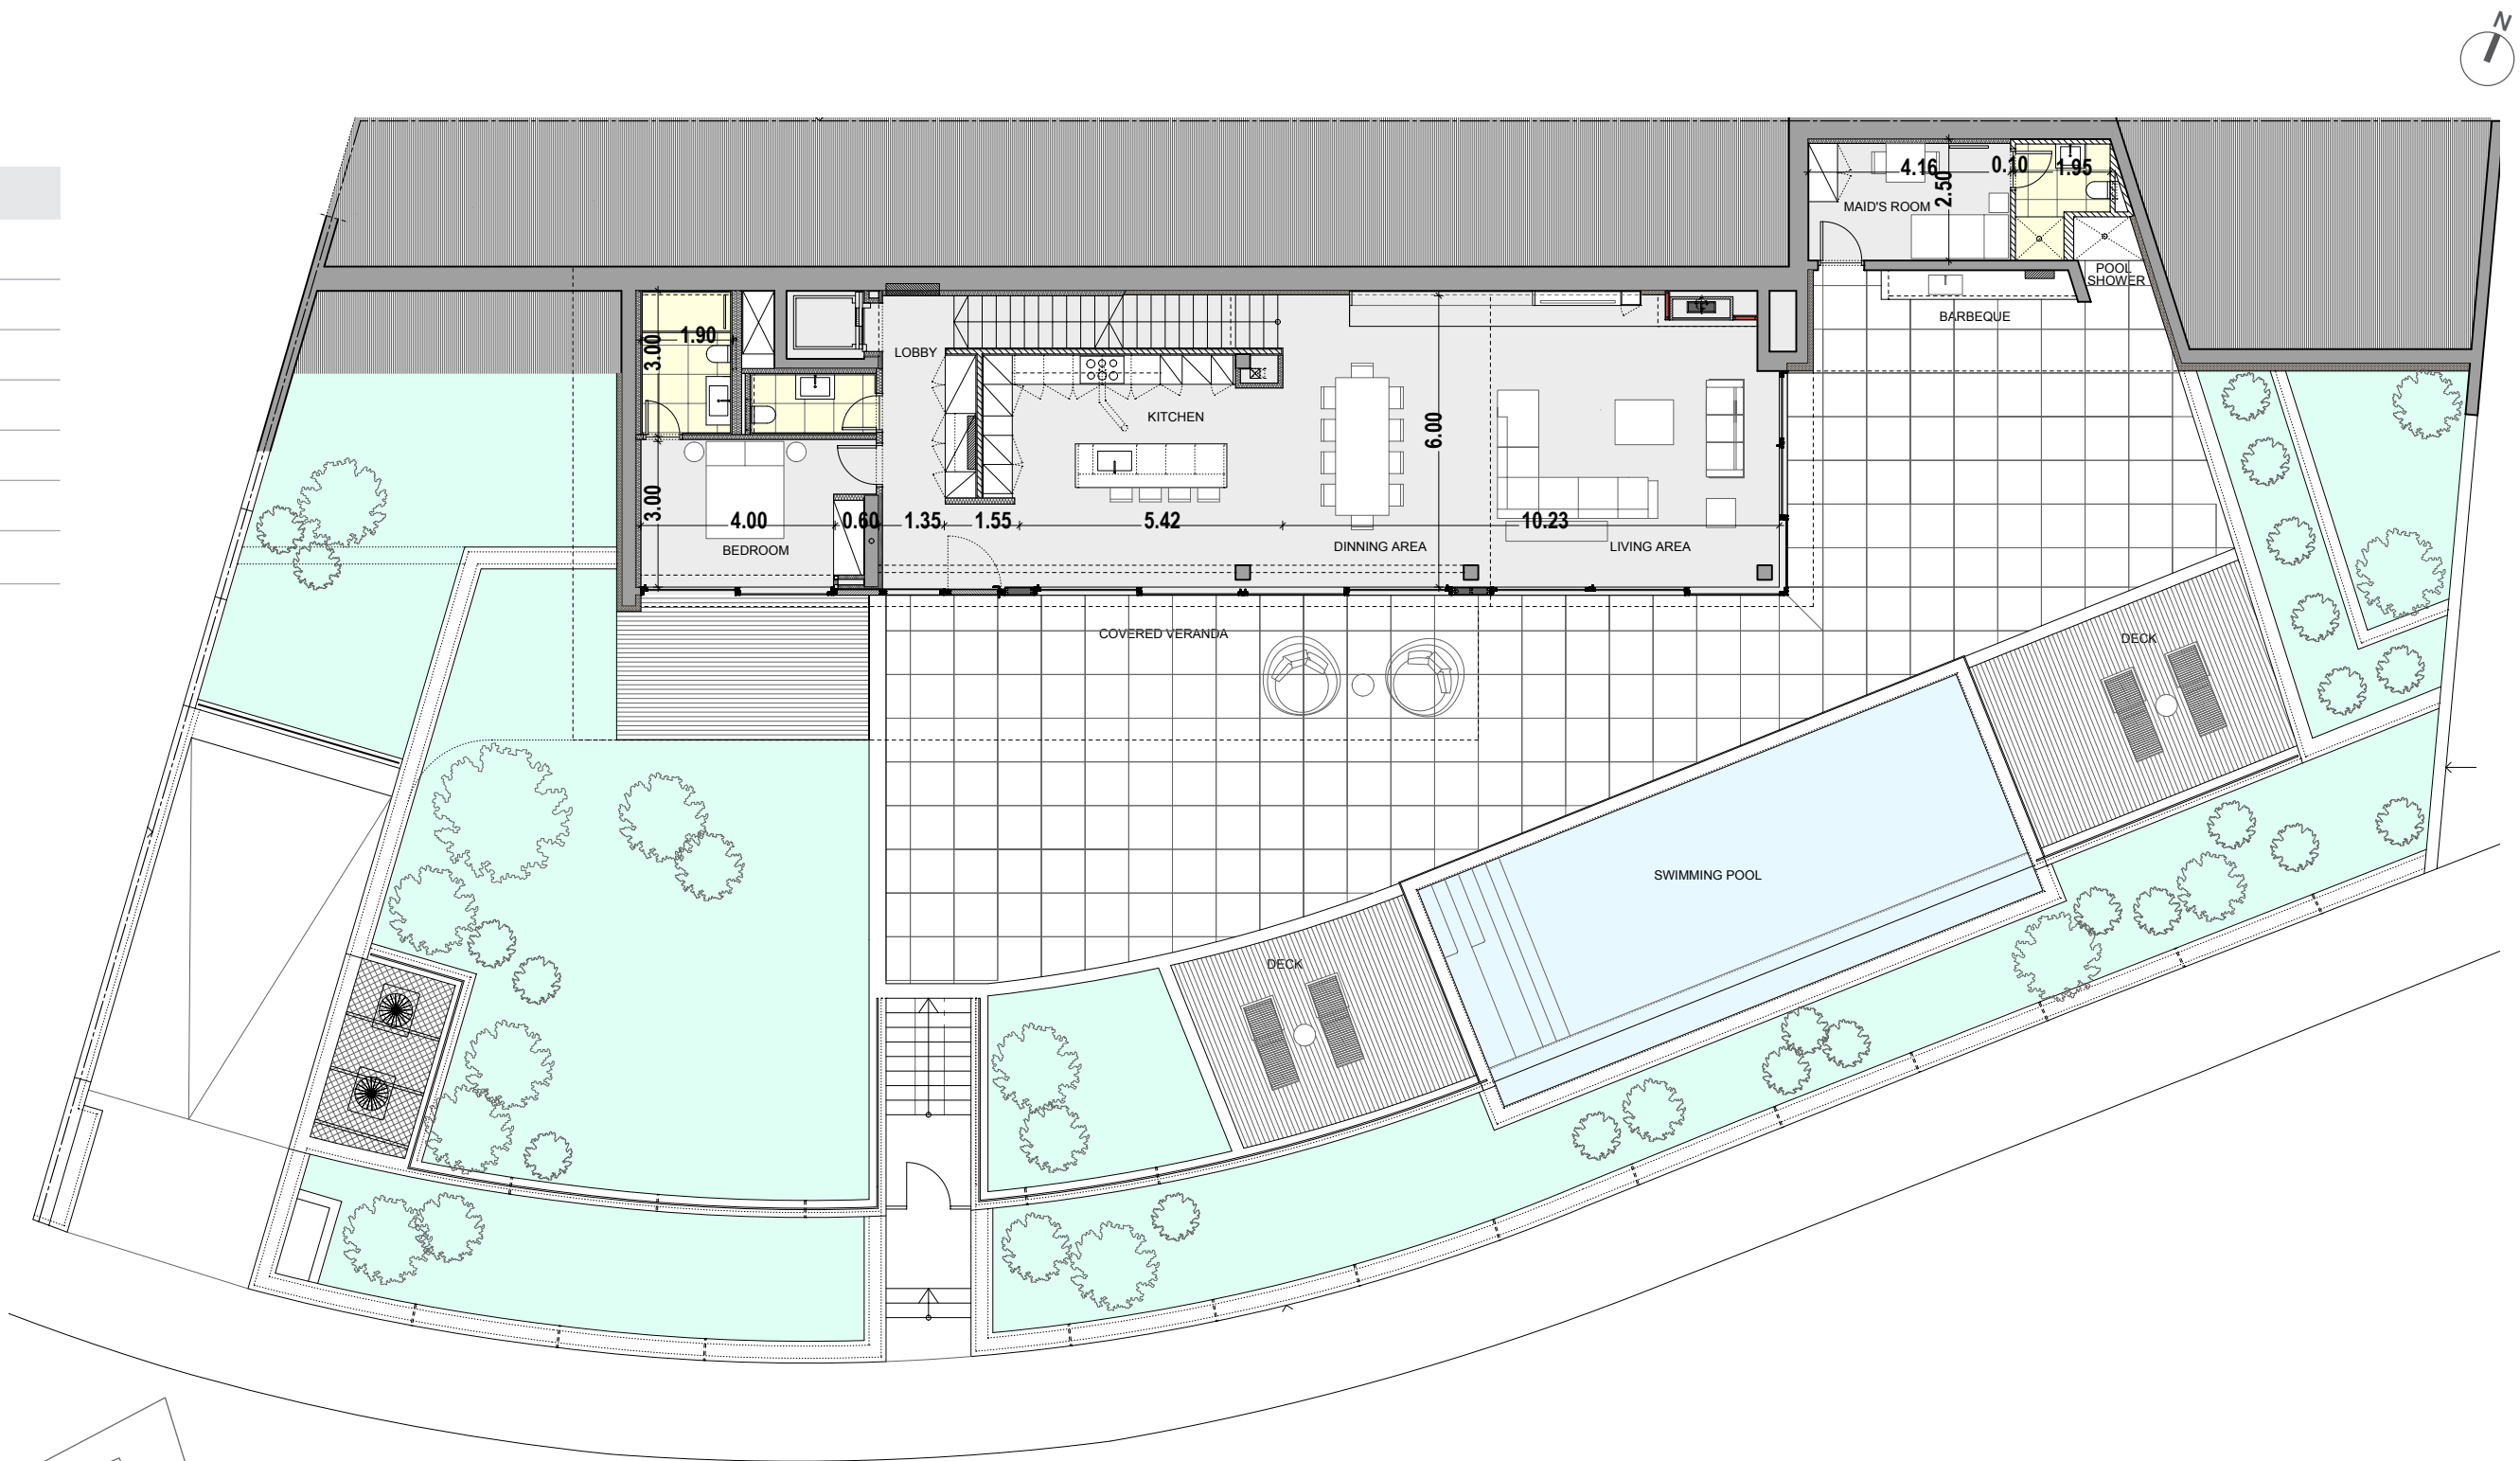 N
4.16
0.10
1.95
2.50
MAID'S ROOM
POOL
SHOWER
BARBEQUE
1.90
3.00
LOBBY
KITCHEN
6.00
3.00
4.00
0.60
1.35
1.55
5.42
10.23
BEDROOM
DINNING AREA
LIVING AREA
COVERED VERANDA
DECK
SWIMMING POOL
DECK